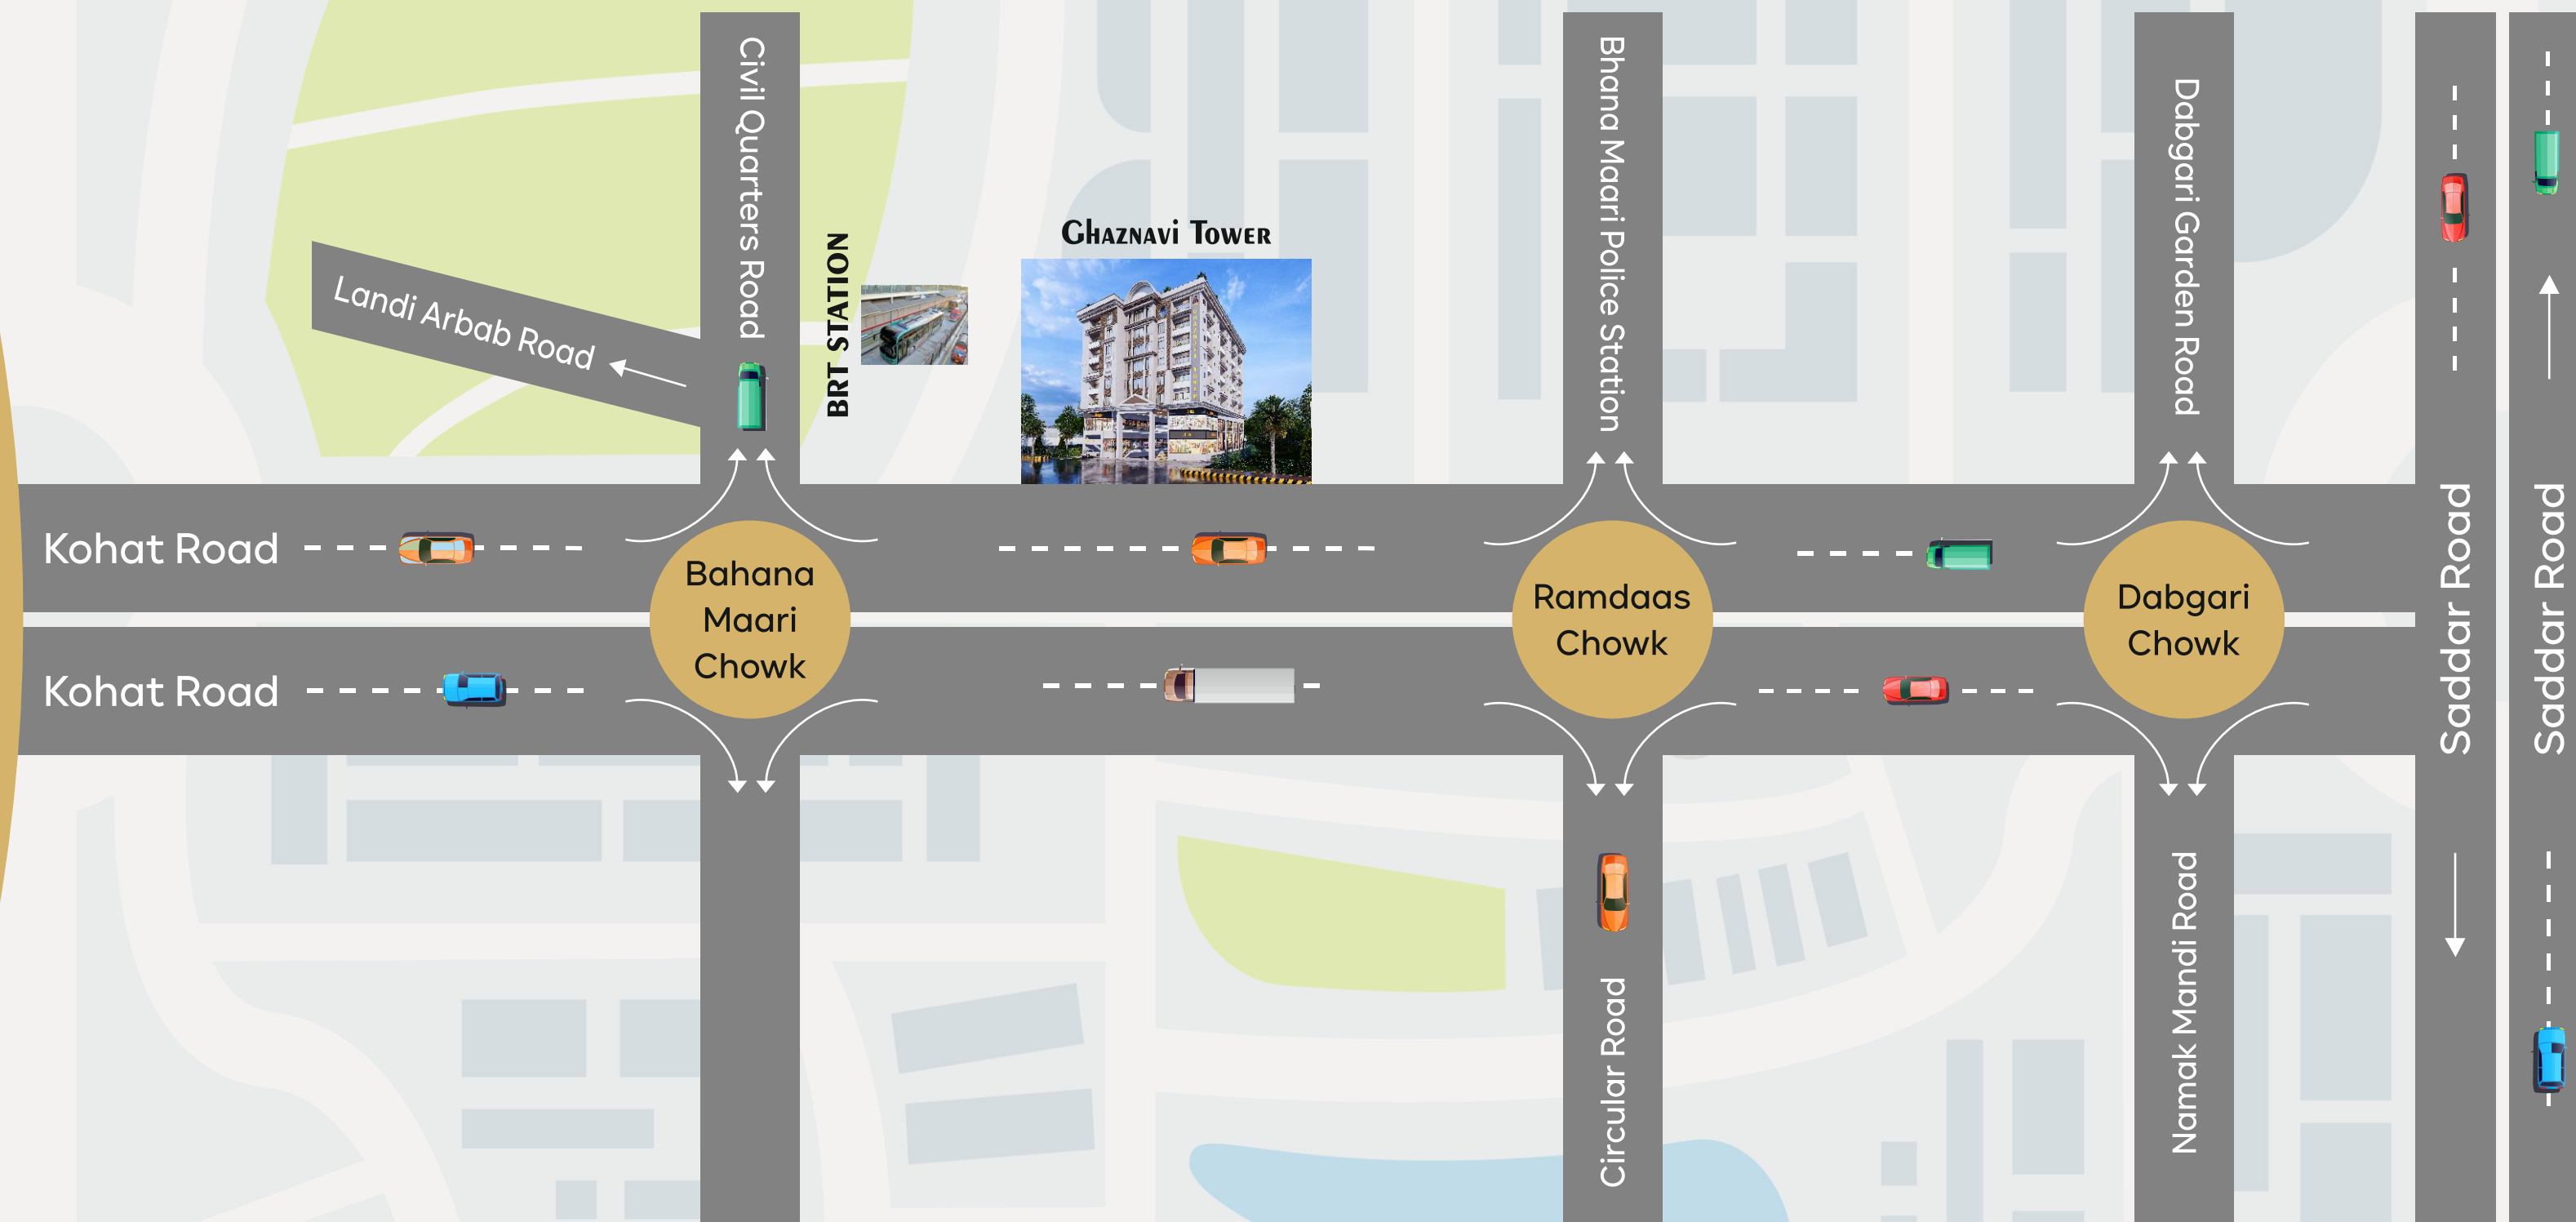 Civil Quarters Road
Bhana Maari Police Station
Dabgari Garden Road
Landi Arbab Road
BRT STATION
GHAZNAVI TOWER
Kohat Road
Kohat Road
Bahana
Maari
Chowk
Ramdaas
Chowk
Dabgari
Chowk
Saddar Road
Saddar Road
Circular Road
Namak Mandi Road